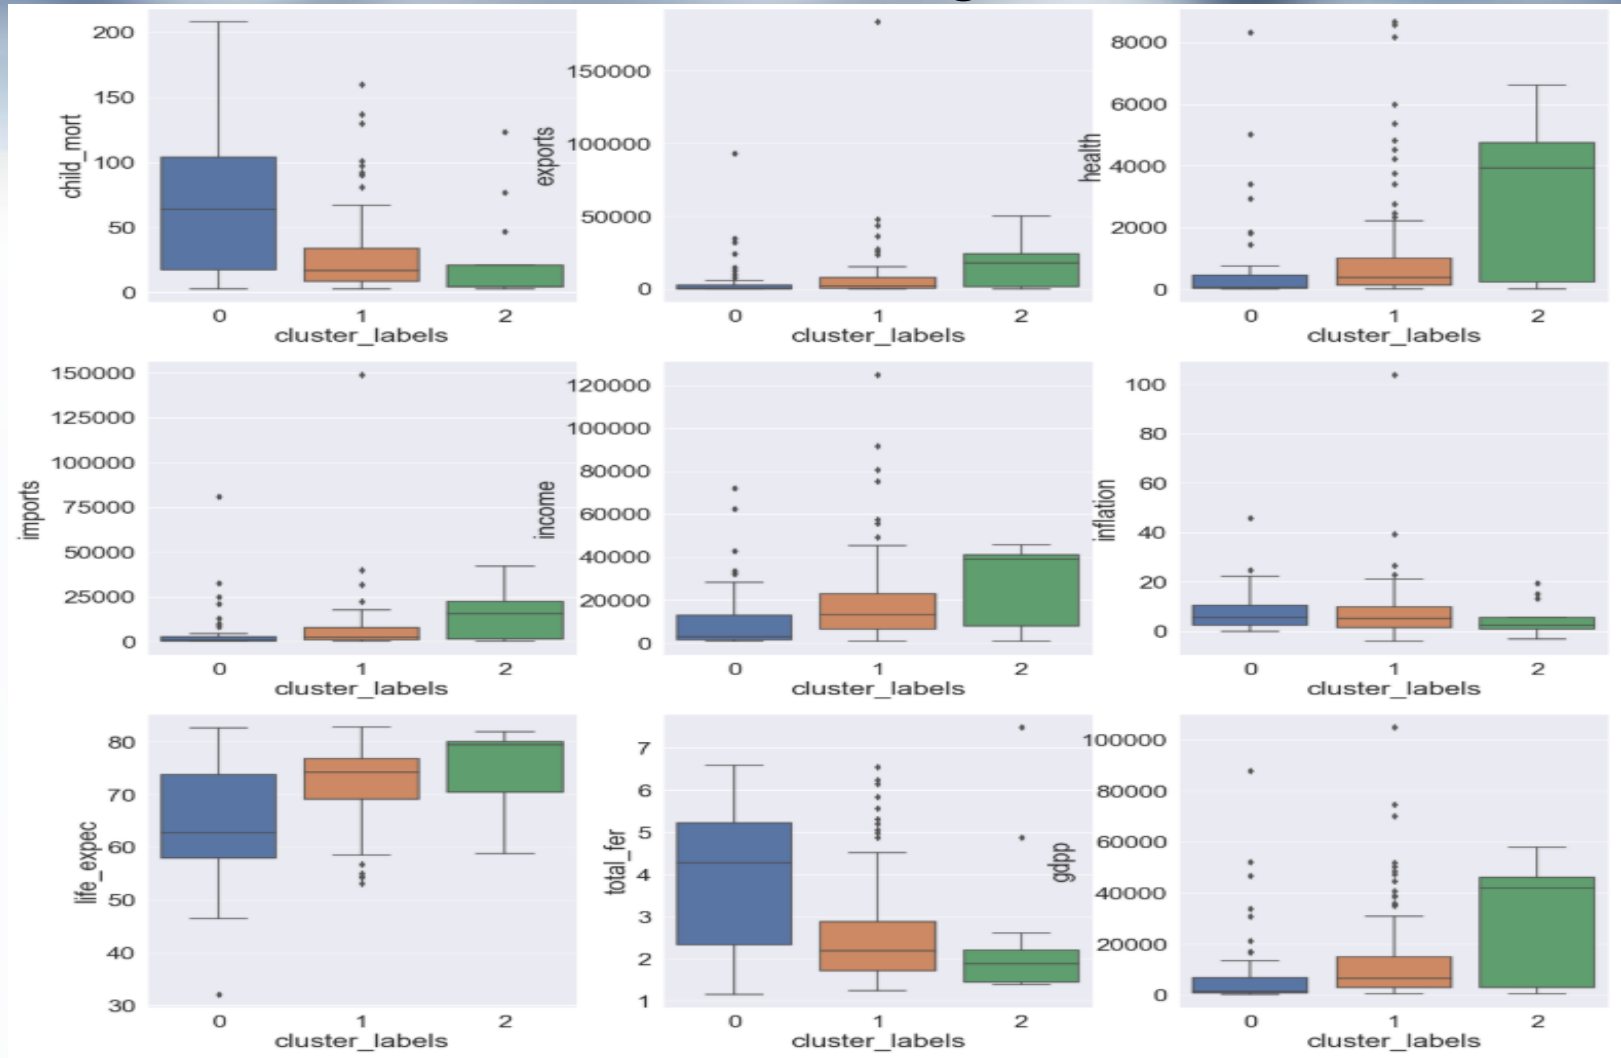 child_mort
200
150
100
50
0
0 1 2
cluster_labels
exports
150000
100000
50000
0
0 1 2
cluster_labels
health
8000
6000
4000
2000
0
0 1 2
cluster_labels
imports
150000
125000
100000
75000
50000
25000
0
0 1 2
cluster_labels
income
120000
100000
80000
60000
40000
20000
0
0 1 2
cluster_labels
inflation
100
80
60
40
20
0
0 1 2
cluster_labels
life_expec
80
70
60
50
40
30
0 1 2
cluster_labels
total_fer
7
6
5
4
3
2
1
0 1 2
cluster_labels
gdpp
100000
80000
60000
40000
20000
0
0 1 2
cluster_labels